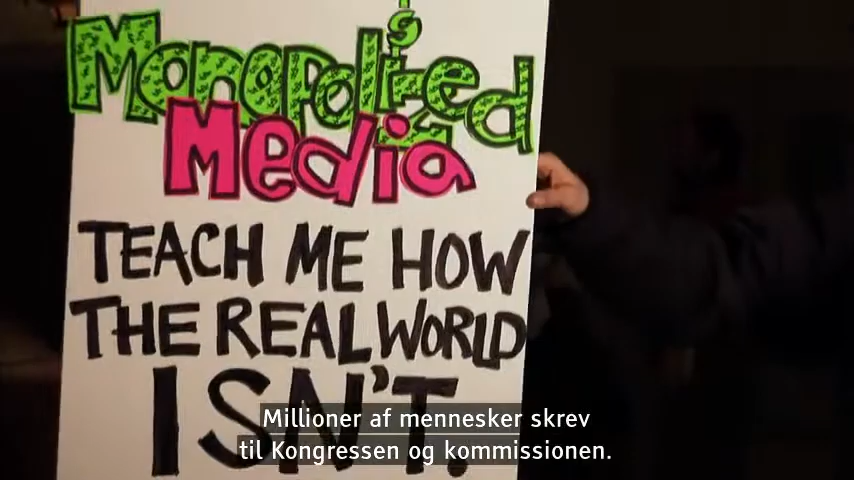 Monopolized
Media
TEACH ME HOW
THE REAL WORLD
ISN'T.
Millioner af mennesker skrev
til Kongressen og kommissionen.